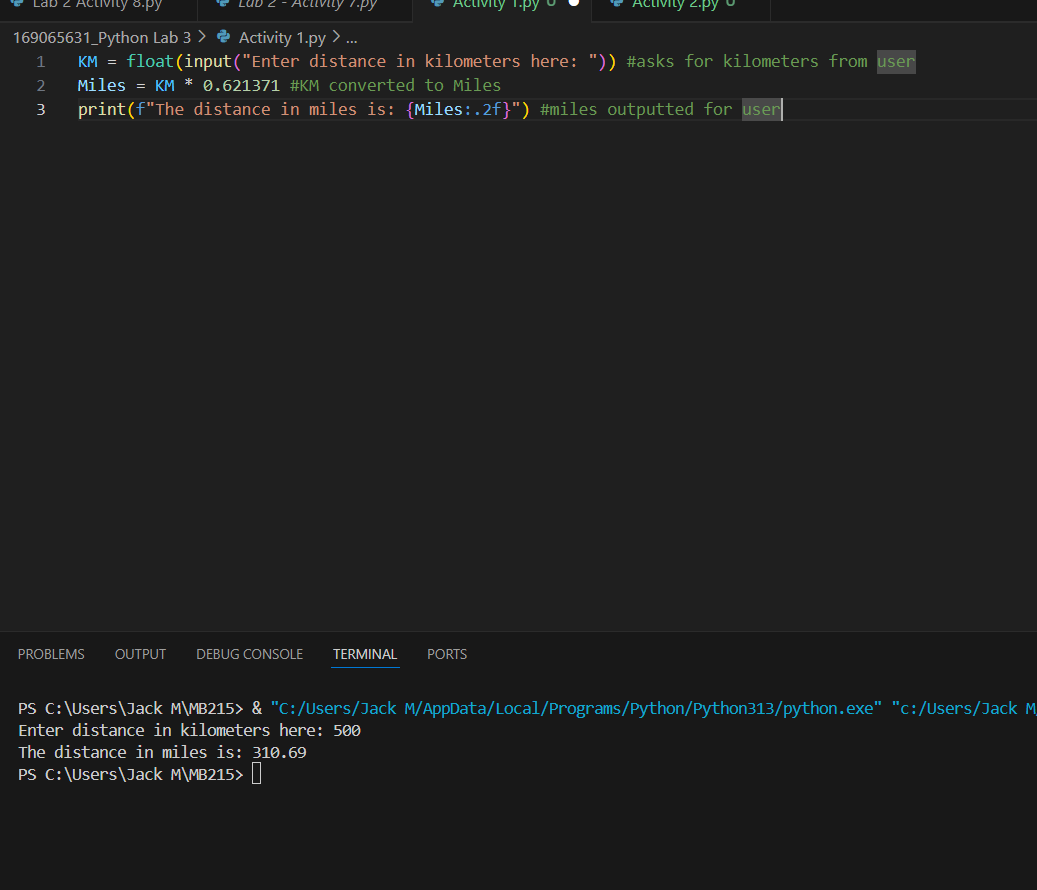 Lab 2 Activity 8.py Lab 2 - Activity 7.py Activity 1.py U Activity 2.py U
169065631_Python Lab 3 > Activity 1.py > ...
1 KM = float(input("Enter distance in kilometers here: ")) #asks for kilometers from user
2 Miles = KM * 0.621371 #KM converted to Miles
3 print(f"The distance in miles is: {Miles:.2f}") #miles outputted for user
PROBLEMS OUTPUT DEBUG CONSOLE TERMINAL PORTS
PS C:\Users\Jack M\MB215> & "C:/Users/Jack M/AppData/Local/Programs/Python/Python313/python.exe" "c:/Users/Jack M/
Enter distance in kilometers here: 500
The distance in miles is: 310.69
PS C:\Users\Jack M\MB215>